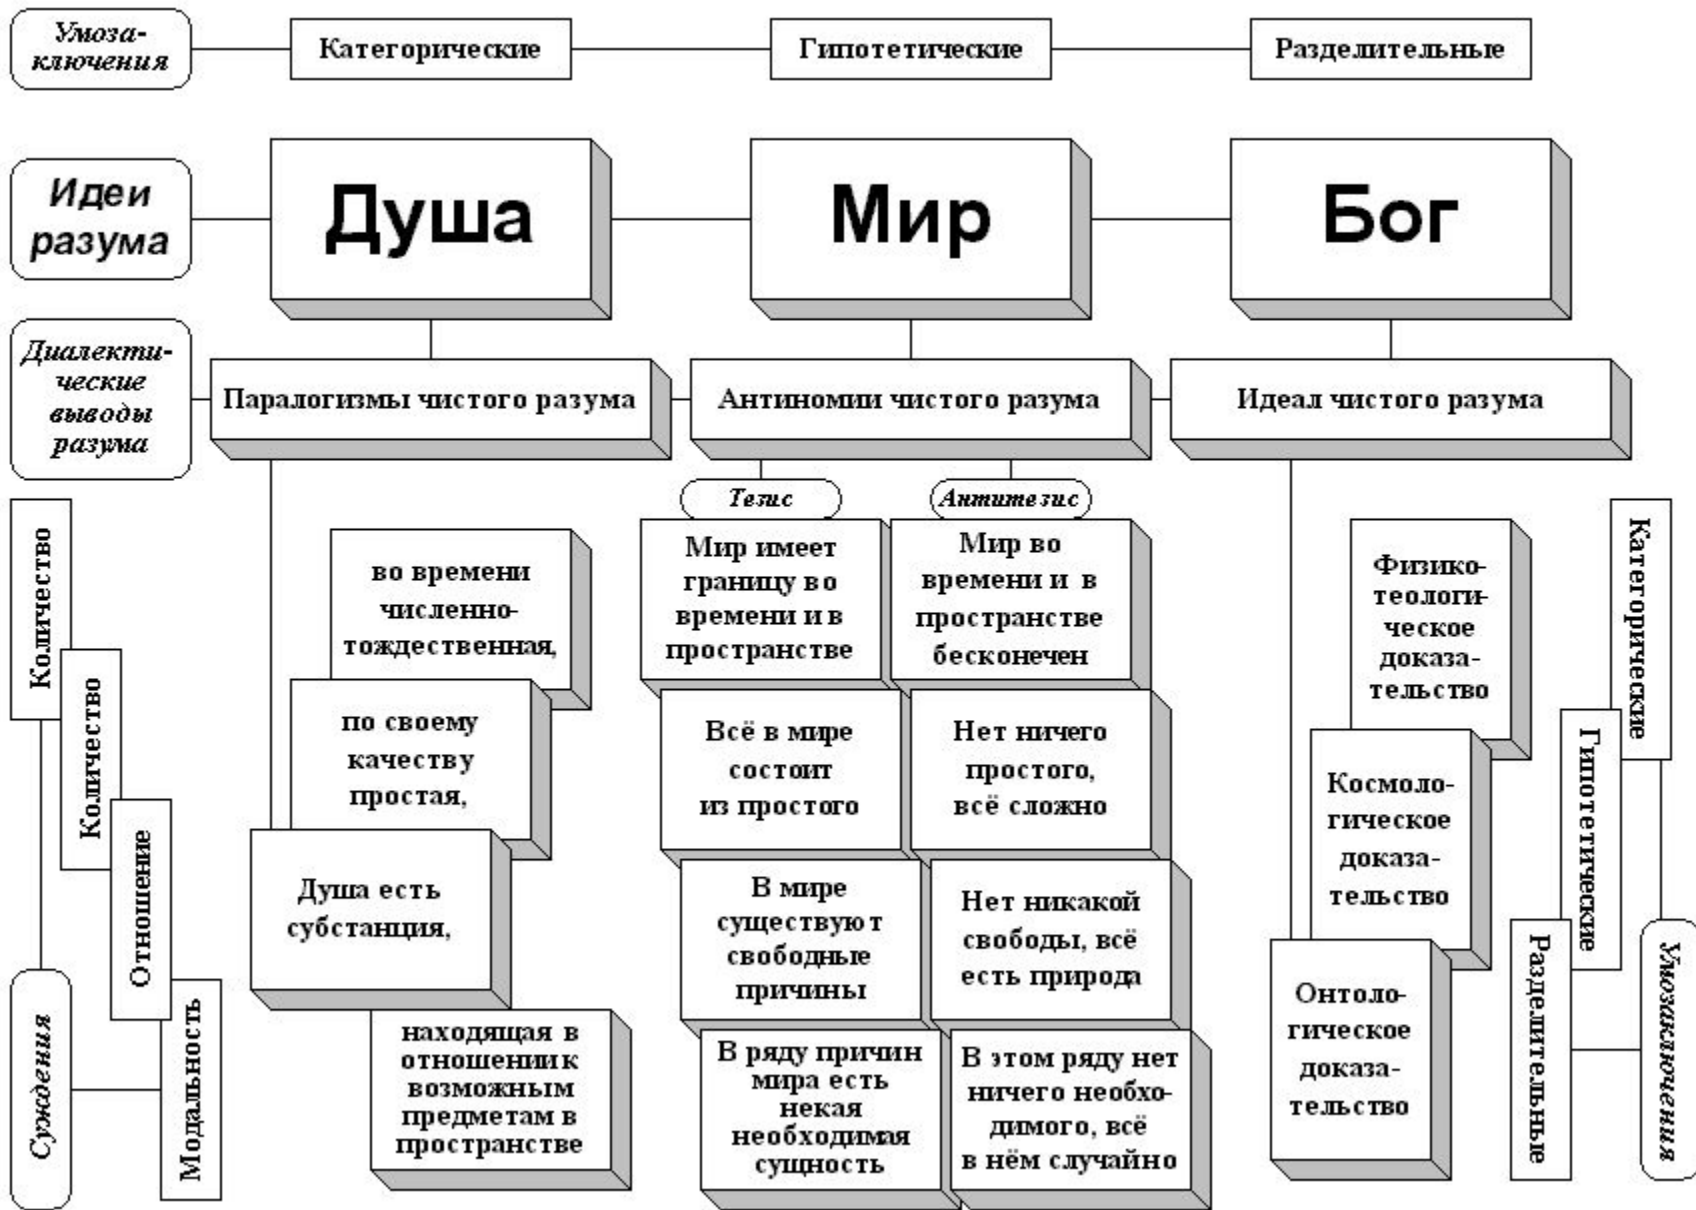 Умоза-
ключения
Категорические
Гипотетические
Разделительные
Идеи
разума
Душа
Мир
Бог
Диалекти-
ческие
выводы
разума
Паралогизмы чистого разума
Антиномии чистого разума
Идеал чистого разума
Тезис
Антитезис
Количество
Количество
Отношение
Модальность
Суждения
во времени
численно-
тождественная,
по своему
качеству
простая,
Душа есть
субстанция,
находящая в
отношении к
возможным
предметам в
пространстве
Мир имеет
границу во
времени и в
пространстве
Мир во
времени и в
пространстве
бесконечен
Всё в мире
состоит
из простого
Нет ничего
простого,
всё сложно
В мире
существуют
свободные
причины
Нет никакой
свободы, всё
есть природа
В ряду причин
мира есть
некая
необходимая
сущность
В этом ряду нет
ничего необхо-
димого, всё
в нём случайно
Физико-
теологи-
ческое
доказа-
тельство
Космоло-
гическое
доказа-
тельство
Онтоло-
гическое
доказа-
тельство
Категорические
Гипотетические
Разделительные
Умозаключения